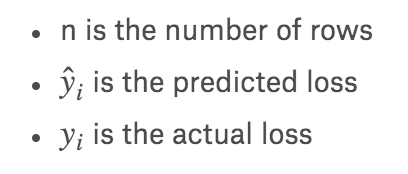 • n is the number of rows
• ŷᵢ is the predicted loss
• yᵢ is the actual loss